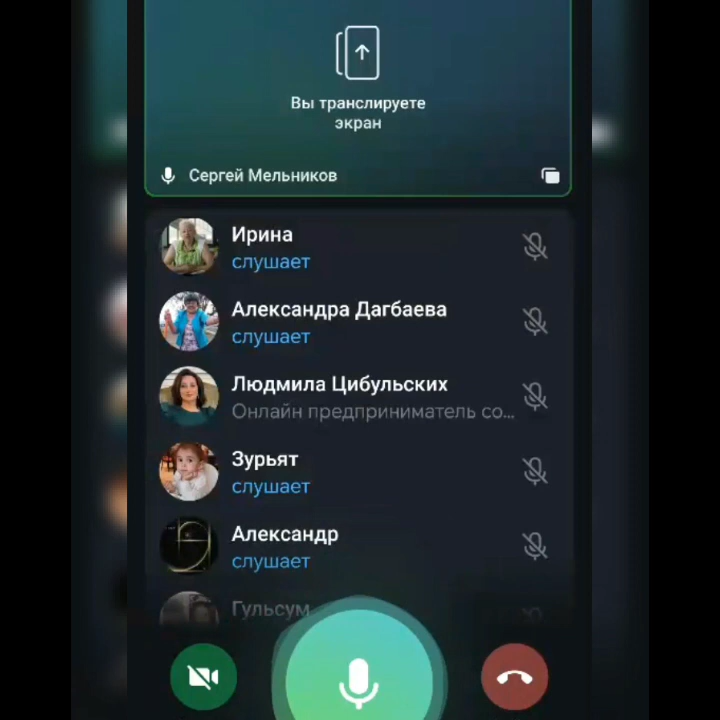 Вы транслируете
экран
Сергей Мельников
Ирина
слушает
Александра Дагбаева
слушает
Людмила Цибульских
Онлайн предприниматель со...
Зурьят
слушает
Александр
слушает
Гульсум